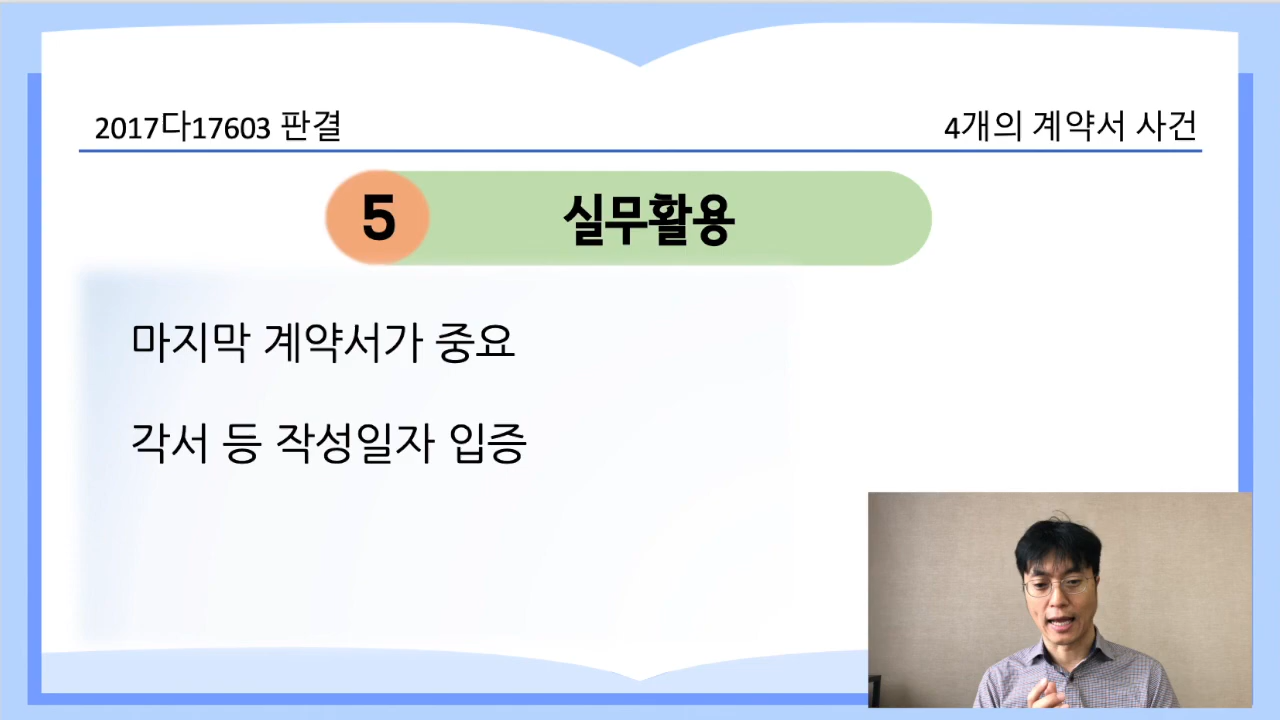 2017다17603 판결
4개의 계약서 사건
5 실무활용
마지막 계약서가 중요
각서 등 작성일자 입증